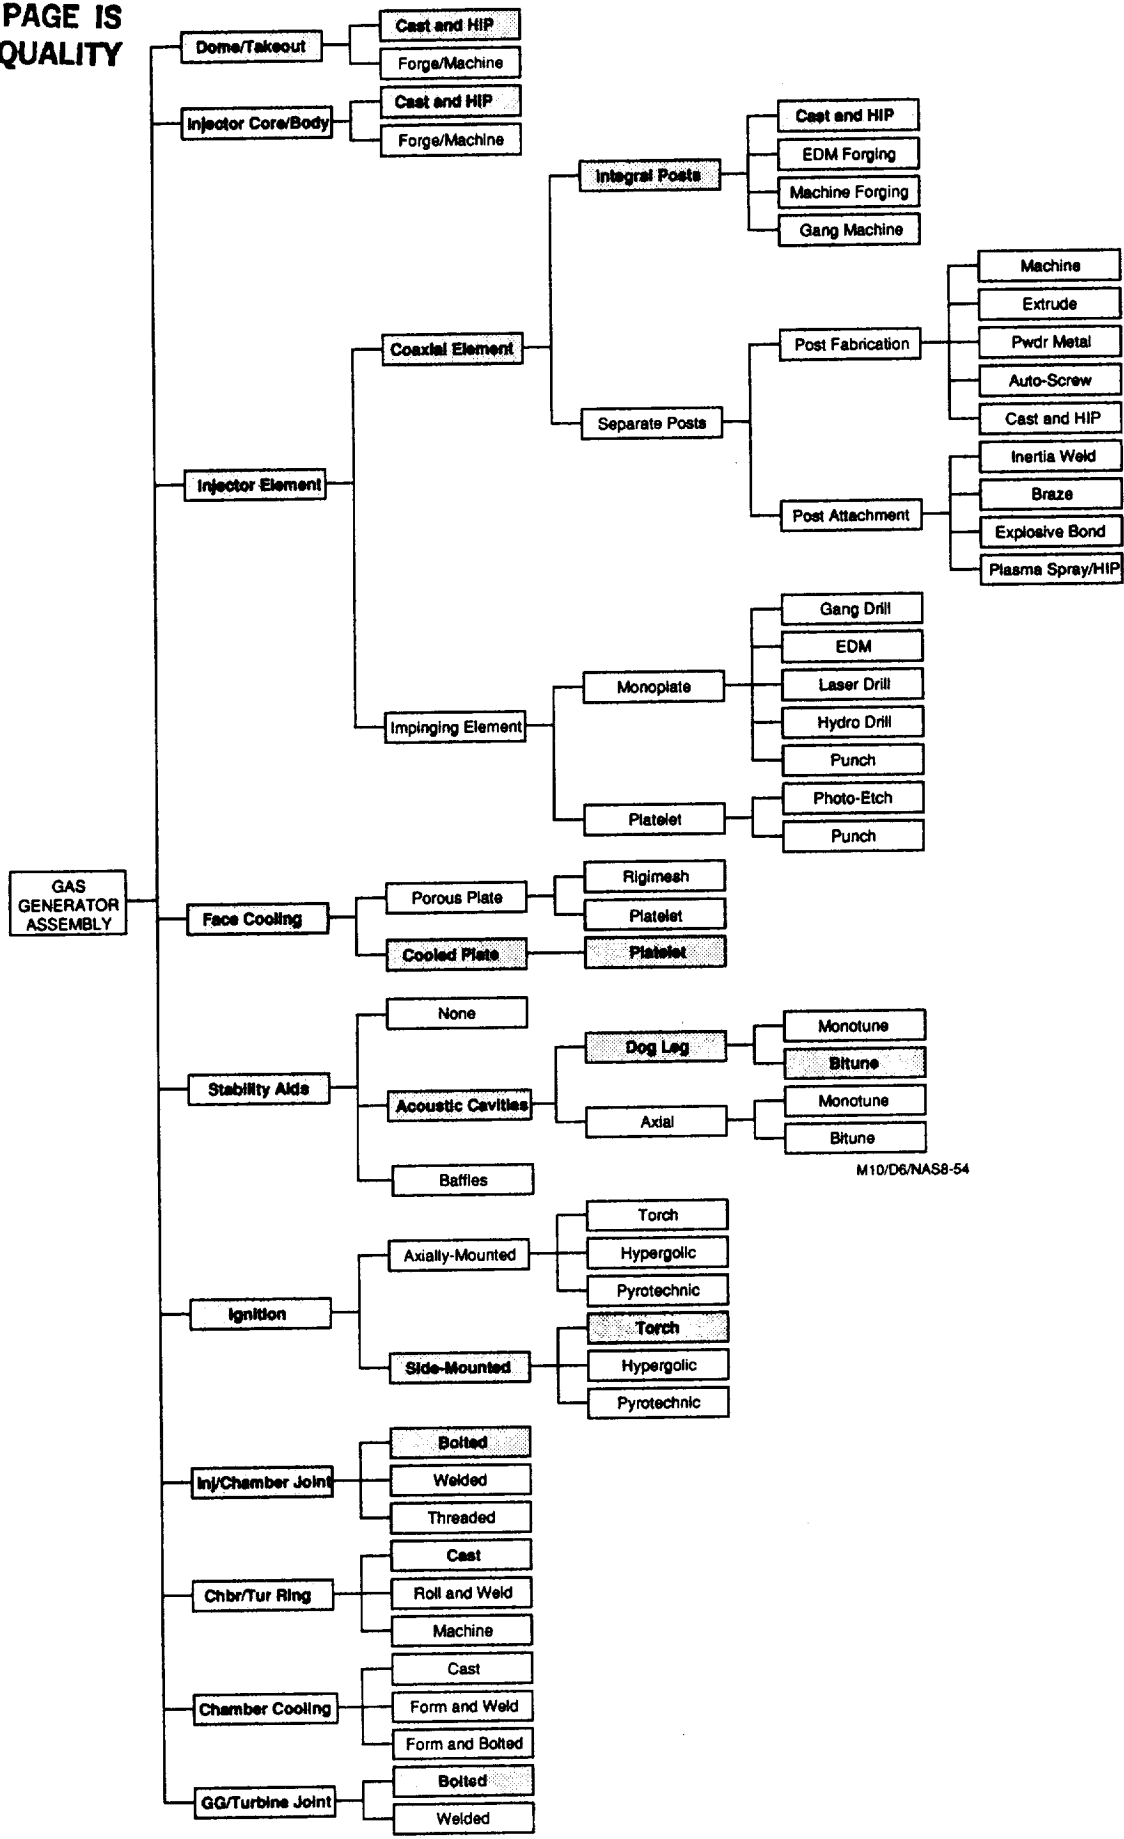 PAGE IS
QUALITY
Dome/Takeout
Cast and HIP
Forge/Machine
Injector Core/Body
Cast and HIP
Forge/Machine
Injector Element
Coaxial Element
Integral Posts
Cast and HIP
EDM Forging
Machine Forging
Gang Machine
Separate Posts
Post Fabrication
Machine
Extrude
Pwdr Metal
Auto-Screw
Cast and HIP
Post Attachment
Inertia Weld
Braze
Explosive Bond
Plasma Spray/HIP
Impinging Element
Monoplate
Gang Drill
EDM
Laser Drill
Hydro Drill
Punch
Platelet
Photo-Etch
Punch
GAS
GENERATOR
ASSEMBLY
Face Cooling
Porous Plate
Rigimesh
Platelet
Cooled Plate
Platelet
Stability Aids
None
Acoustic Cavities
Dog Leg
Monotune
Bitune
Axial
Monotune
Bitune
Baffles
M10/D6/NAS8-54
Ignition
Axially-Mounted
Torch
Hypergolic
Pyrotechnic
Side-Mounted
Torch
Hypergolic
Pyrotechnic
Inj/Chamber Joint
Bolted
Welded
Threaded
Chbr/Tur Ring
Cast
Roll and Weld
Machine
Chamber Cooling
Cast
Form and Weld
Form and Bolted
GG/Turbine Joint
Bolted
Welded